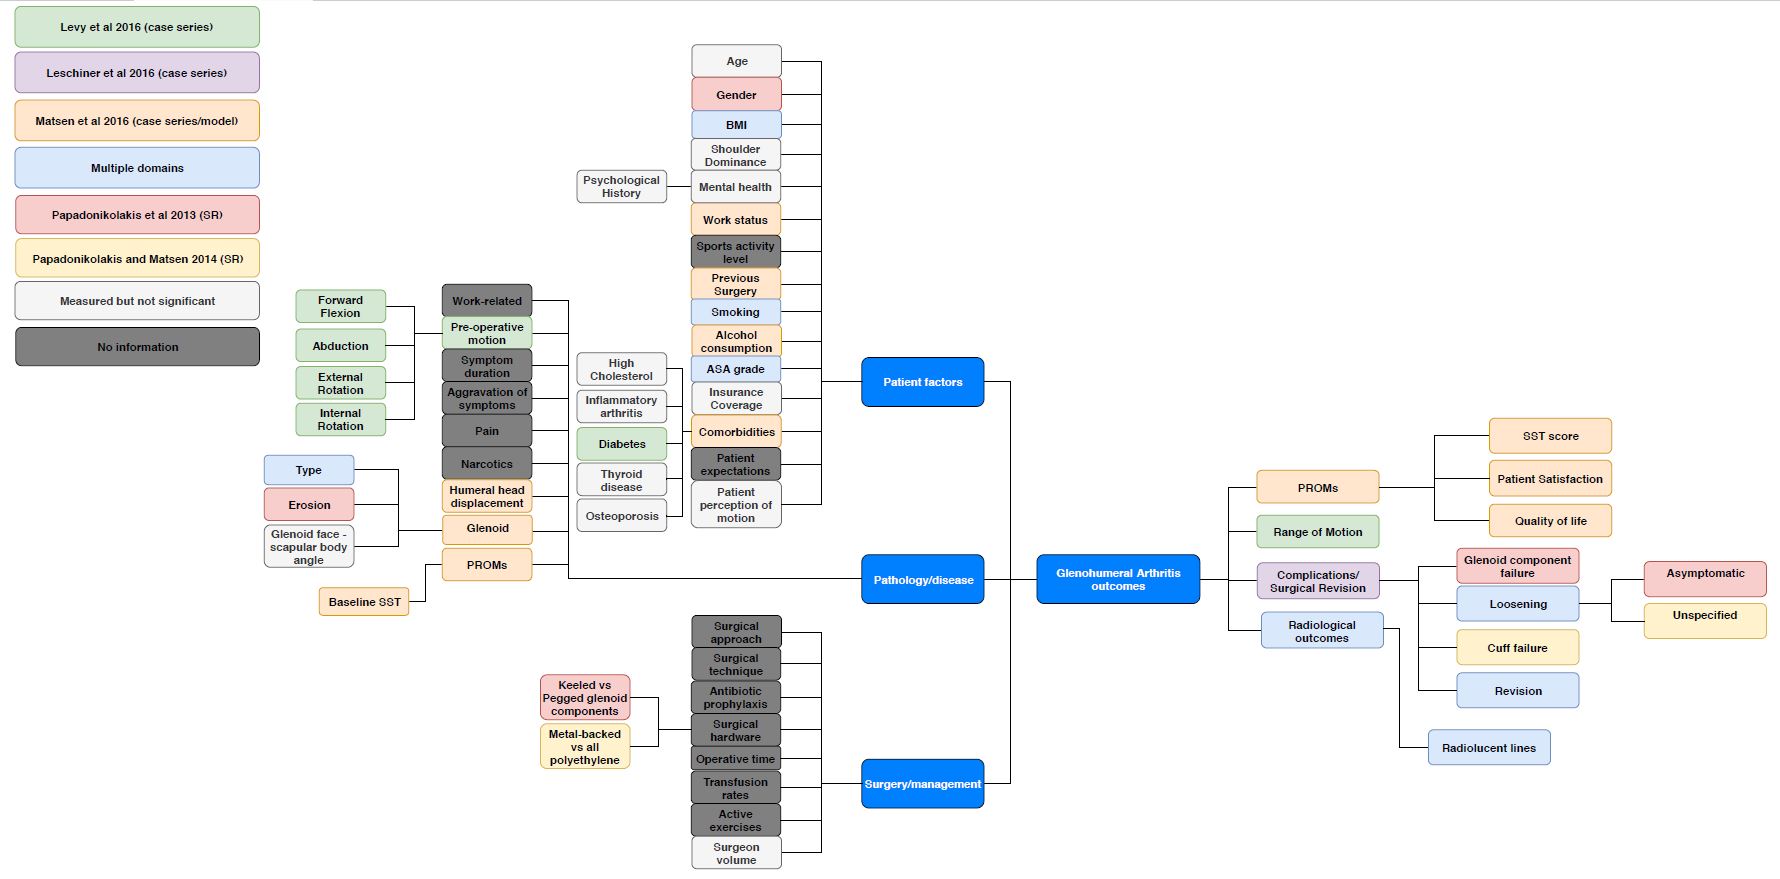 Levy et al 2016 (case series)
Leschiner et al 2016 (case series)
Matsen et al 2016 (case series/model)
Multiple domains
Papadonikolakis et al 2013 (SR)
Papadonikolakis and Matsen 2014 (SR)
Measured but not significant
No information
Age
Gender
BMI
Shoulder
Dominance
Mental health
Psychological
History
Work status
Sports activity
level
Previous
Surgery
Smoking
Alcohol
consumption
ASA grade
Insurance
Coverage
Comorbidities
Patient
expectations
Patient
perception of
motion
High
Cholesterol
Inflammatory
arthritis
Diabetes
Thyroid
disease
Osteoporosis
Work-related
Pre-operative
motion
Symptom
duration
Aggravation of
symptoms
Pain
Narcotics
Humeral head
displacement
Glenoid
PROMs
Forward
Flexion
Abduction
External
Rotation
Internal
Rotation
Type
Erosion
Glenoid face -
scapular body
angle
Baseline SST
Surgical
approach
Surgical
technique
Antibiotic
prophylaxis
Surgical
hardware
Operative time
Transfusion
rates
Active
exercises
Surgeon
volume
Keeled vs
Pegged glenoid
components
Metal-backed
vs all
polyethylene
Patient factors
Pathology/disease
Surgery/management
Glenohumeral Arthritis
outcomes
PROMs
Range of Motion
Complications/
Surgical Revision
Radiological
outcomes
SST score
Patient Satisfaction
Quality of life
Glenoid component
failure
Loosening
Cuff failure
Revision
Radiolucent lines
Asymptomatic
Unspecified